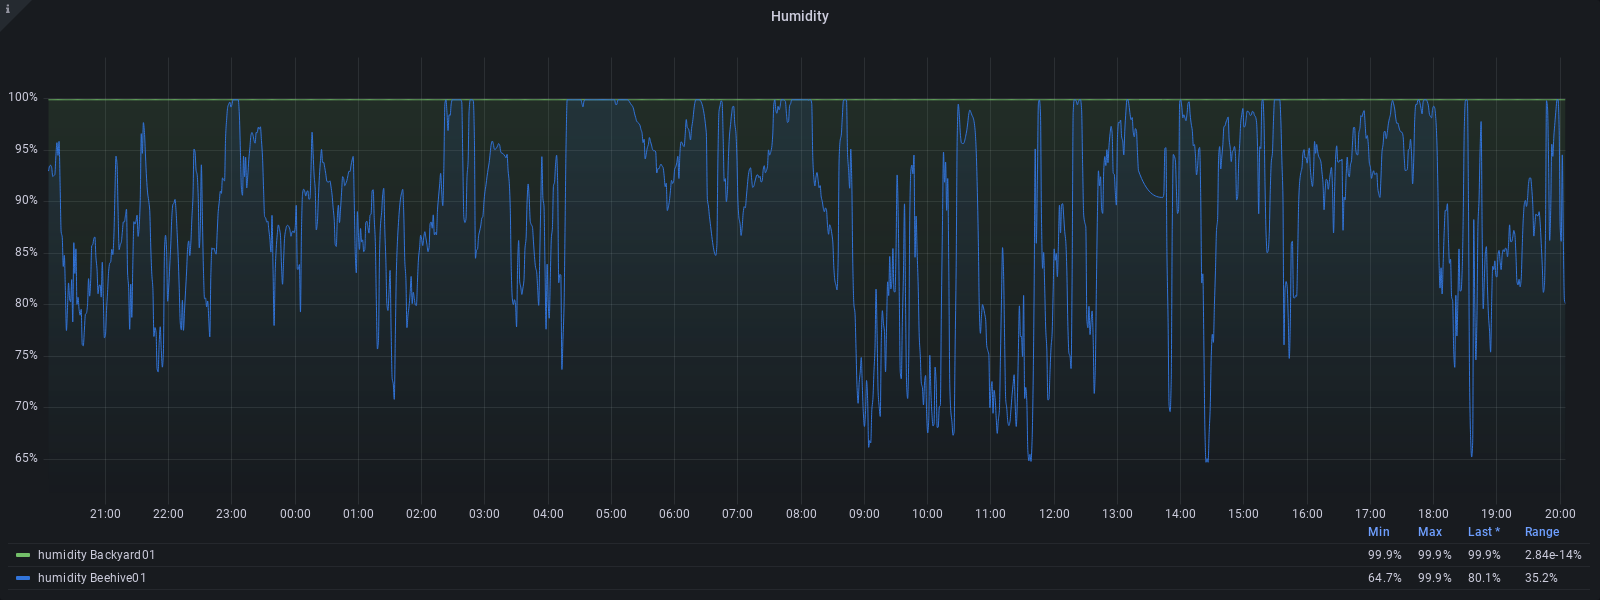 i
Humidity
100%
95%
90%
85%
80%
75%
70%
65%
21:00 22:00 23:00 00:00 01:00 02:00 03:00 04:00 05:00 06:00 07:00 08:00 09:00 10:00 11:00 12:00 13:00 14:00 15:00 16:00 17:00 18:00 19:00 20:00
Min Max Last * Range
humidity Backyard01 99.9% 99.9% 99.9% 2.84e-14%
humidity Beehive01 64.7% 99.9% 80.1% 35.2%